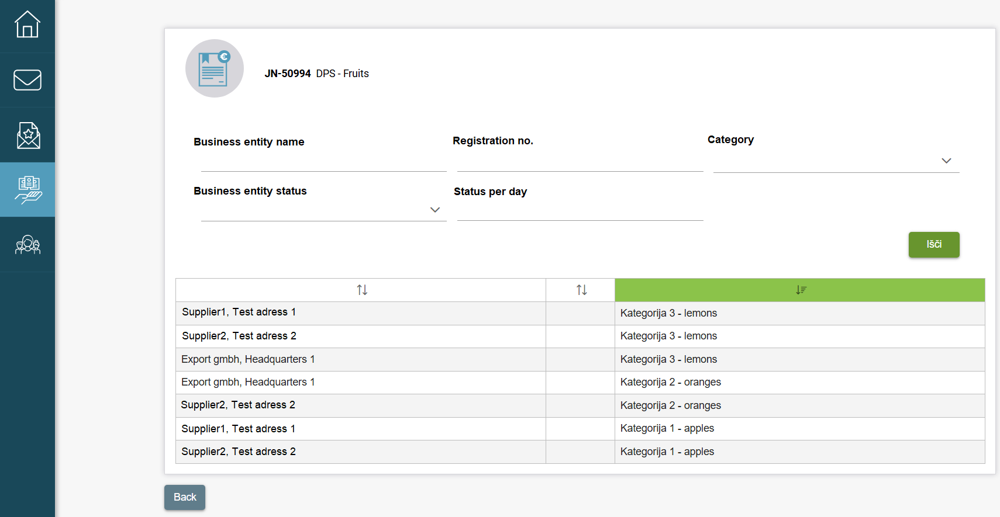 JN-50994 DPS - Fruits
Business entity name
Registration no.
Category
Business entity status
Status per day
Išči
Supplier1, Test adress 1 Kategorija 3 - lemons
Supplier2, Test adress 2 Kategorija 3 - lemons
Export gmbh, Headquarters 1 Kategorija 3 - lemons
Export gmbh, Headquarters 1 Kategorija 2 - oranges
Supplier2, Test adress 2 Kategorija 2 - oranges
Supplier1, Test adress 1 Kategorija 1 - apples
Supplier2, Test adress 2 Kategorija 1 - apples
Back